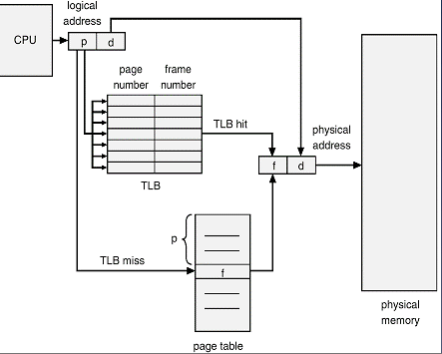 logical
address
CPU
p d
page frame
number number
TLB hit
physical
address
f d
TLB
p
TLB miss
f
physical
memory
page table